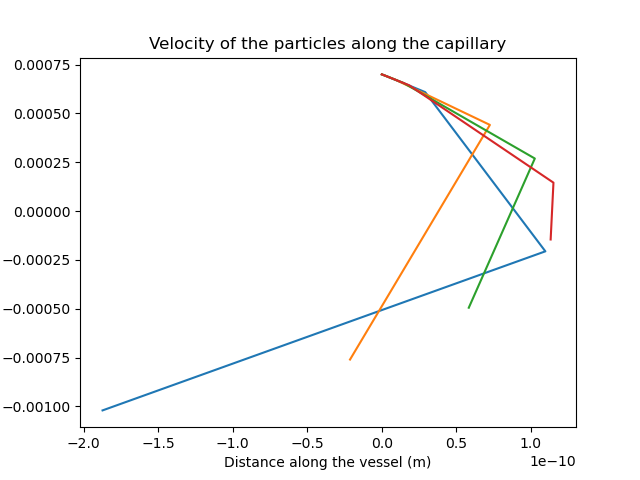 Velocity of the particles along the capillary
0.00075
0.00050
0.00025
0.00000
−0.00025
−0.00050
−0.00075
−0.00100
−2.0 −1.5 −1.0 −0.5 0.0 0.5 1.0
1e−10
Distance along the vessel (m)